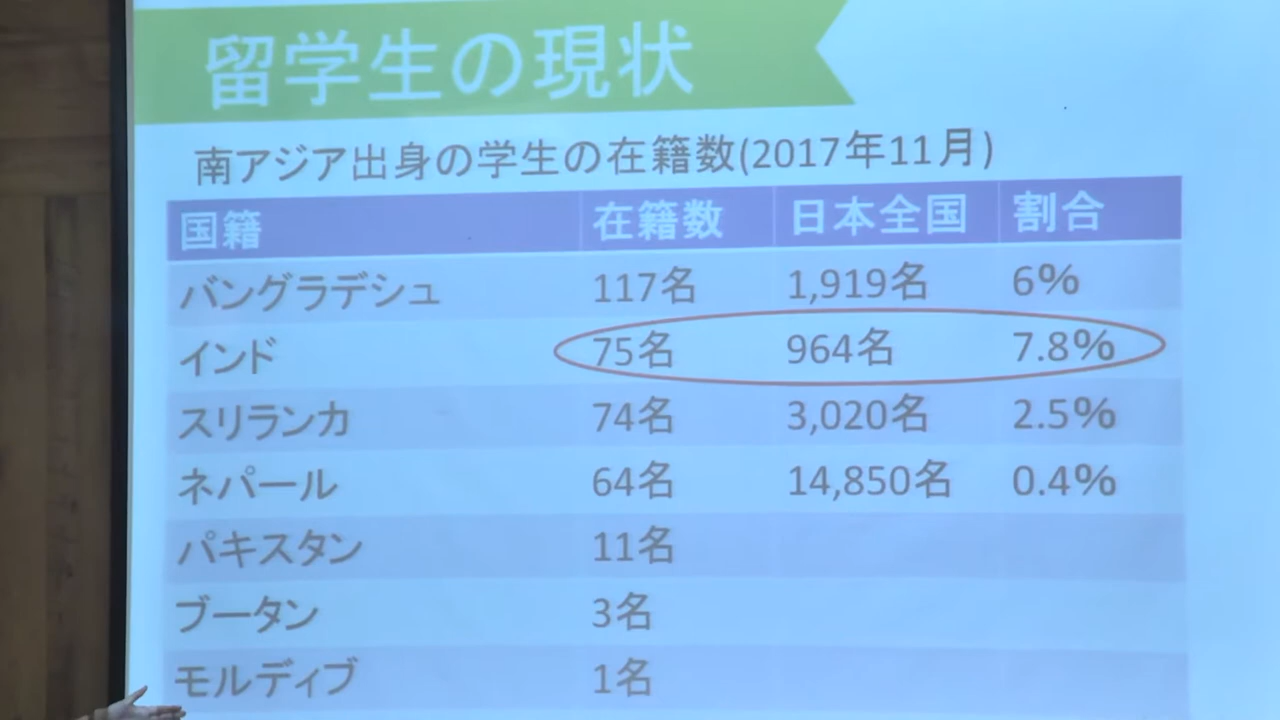 留学生の現状
南アジア出身の学生の在籍数(2017年11月)
国籍 在籍数 日本全国 割合
バングラデシュ 117名 1,919名 6%
インド 75名 964名 7.8%
スリランカ 74名 3,020名 2.5%
ネパール 64名 14,850名 0.4%
パキスタン 11名
ブータン 3名
モルディブ 1名